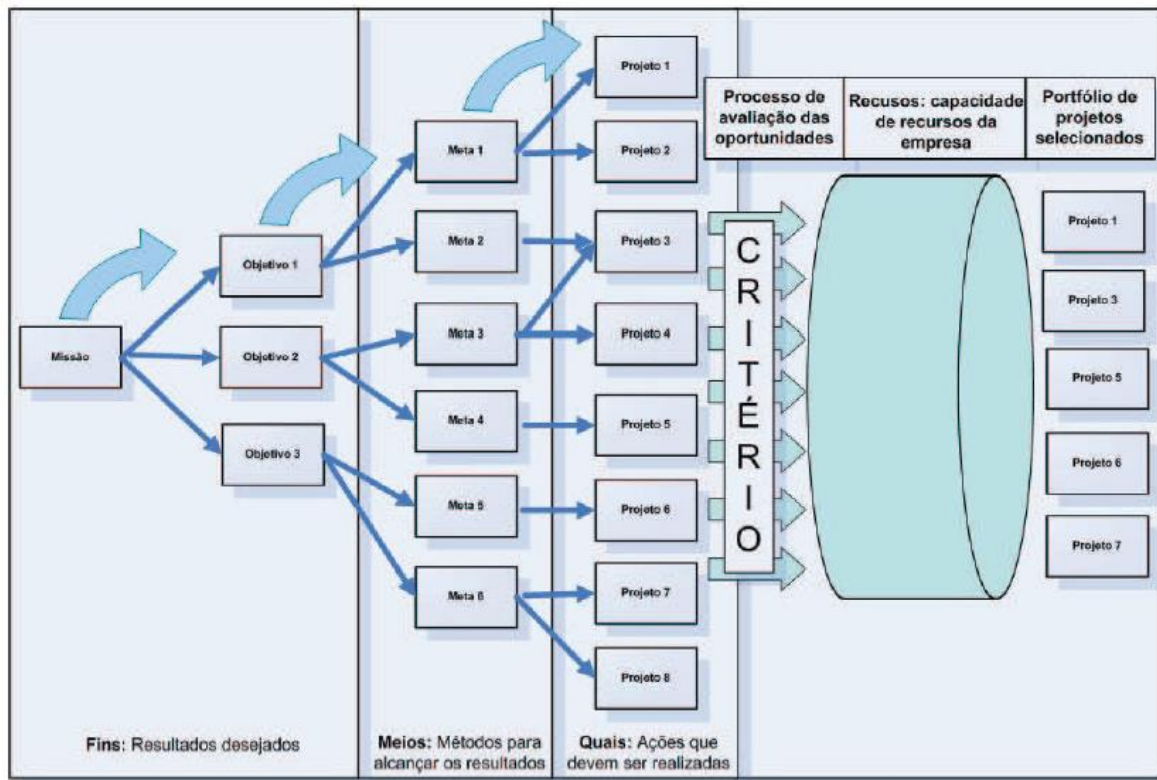 Missão
Objetivo 1
Objetivo 2
Objetivo 3
Meta 1
Meta 2
Meta 3
Meta 4
Meta 5
Meta 6
Projeto 1
Projeto 2
Projeto 3
Projeto 4
Projeto 5
Projeto 6
Projeto 7
Projeto 8
Fins: Resultados desejados
Meios: Métodos para
alcançar os resultados
Quais: Ações que
devem ser realizadas
Processo de
avaliação das
oportunidades
CRITÉRIO
Recusos: capacidade
de recursos da
empresa
Portfólio de
projetos
selecionados
Projeto 1
Projeto 3
Projeto 5
Projeto 6
Projeto 7